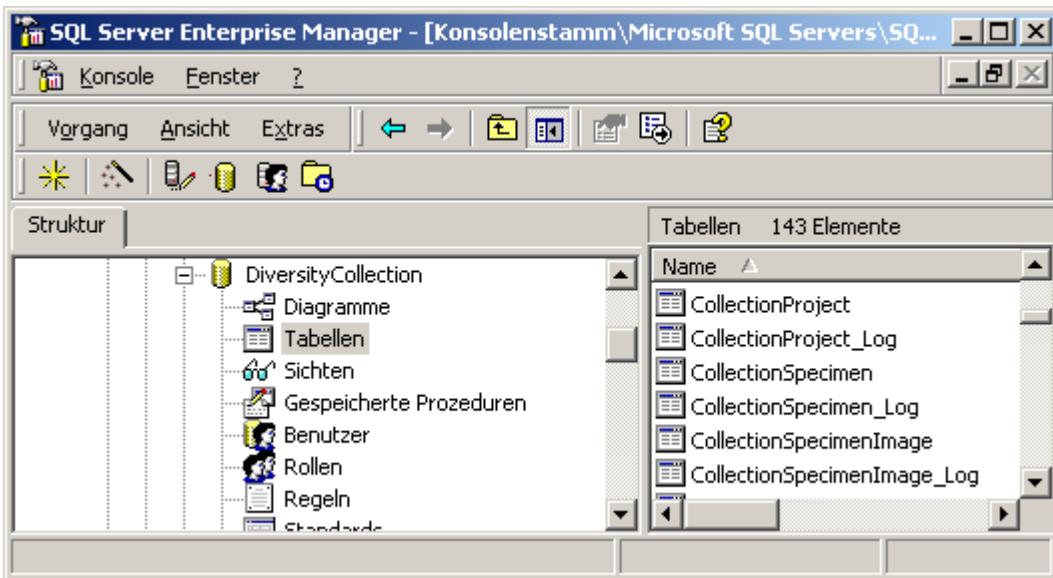 SQL Server Enterprise Manager - [Konsolenstamm\Microsoft SQL Servers\SQ...
Konsole Fenster ?
Vorgang Ansicht Extras
Struktur
Tabellen 143 Elemente
DiversityCollection
Diagramme
Tabellen
Sichten
Gespeicherte Prozeduren
Benutzer
Rollen
Regeln
Standards
Name
CollectionProject
CollectionProject_Log
CollectionSpecimen
CollectionSpecimen_Log
CollectionSpecimenImage
CollectionSpecimenImage_Log